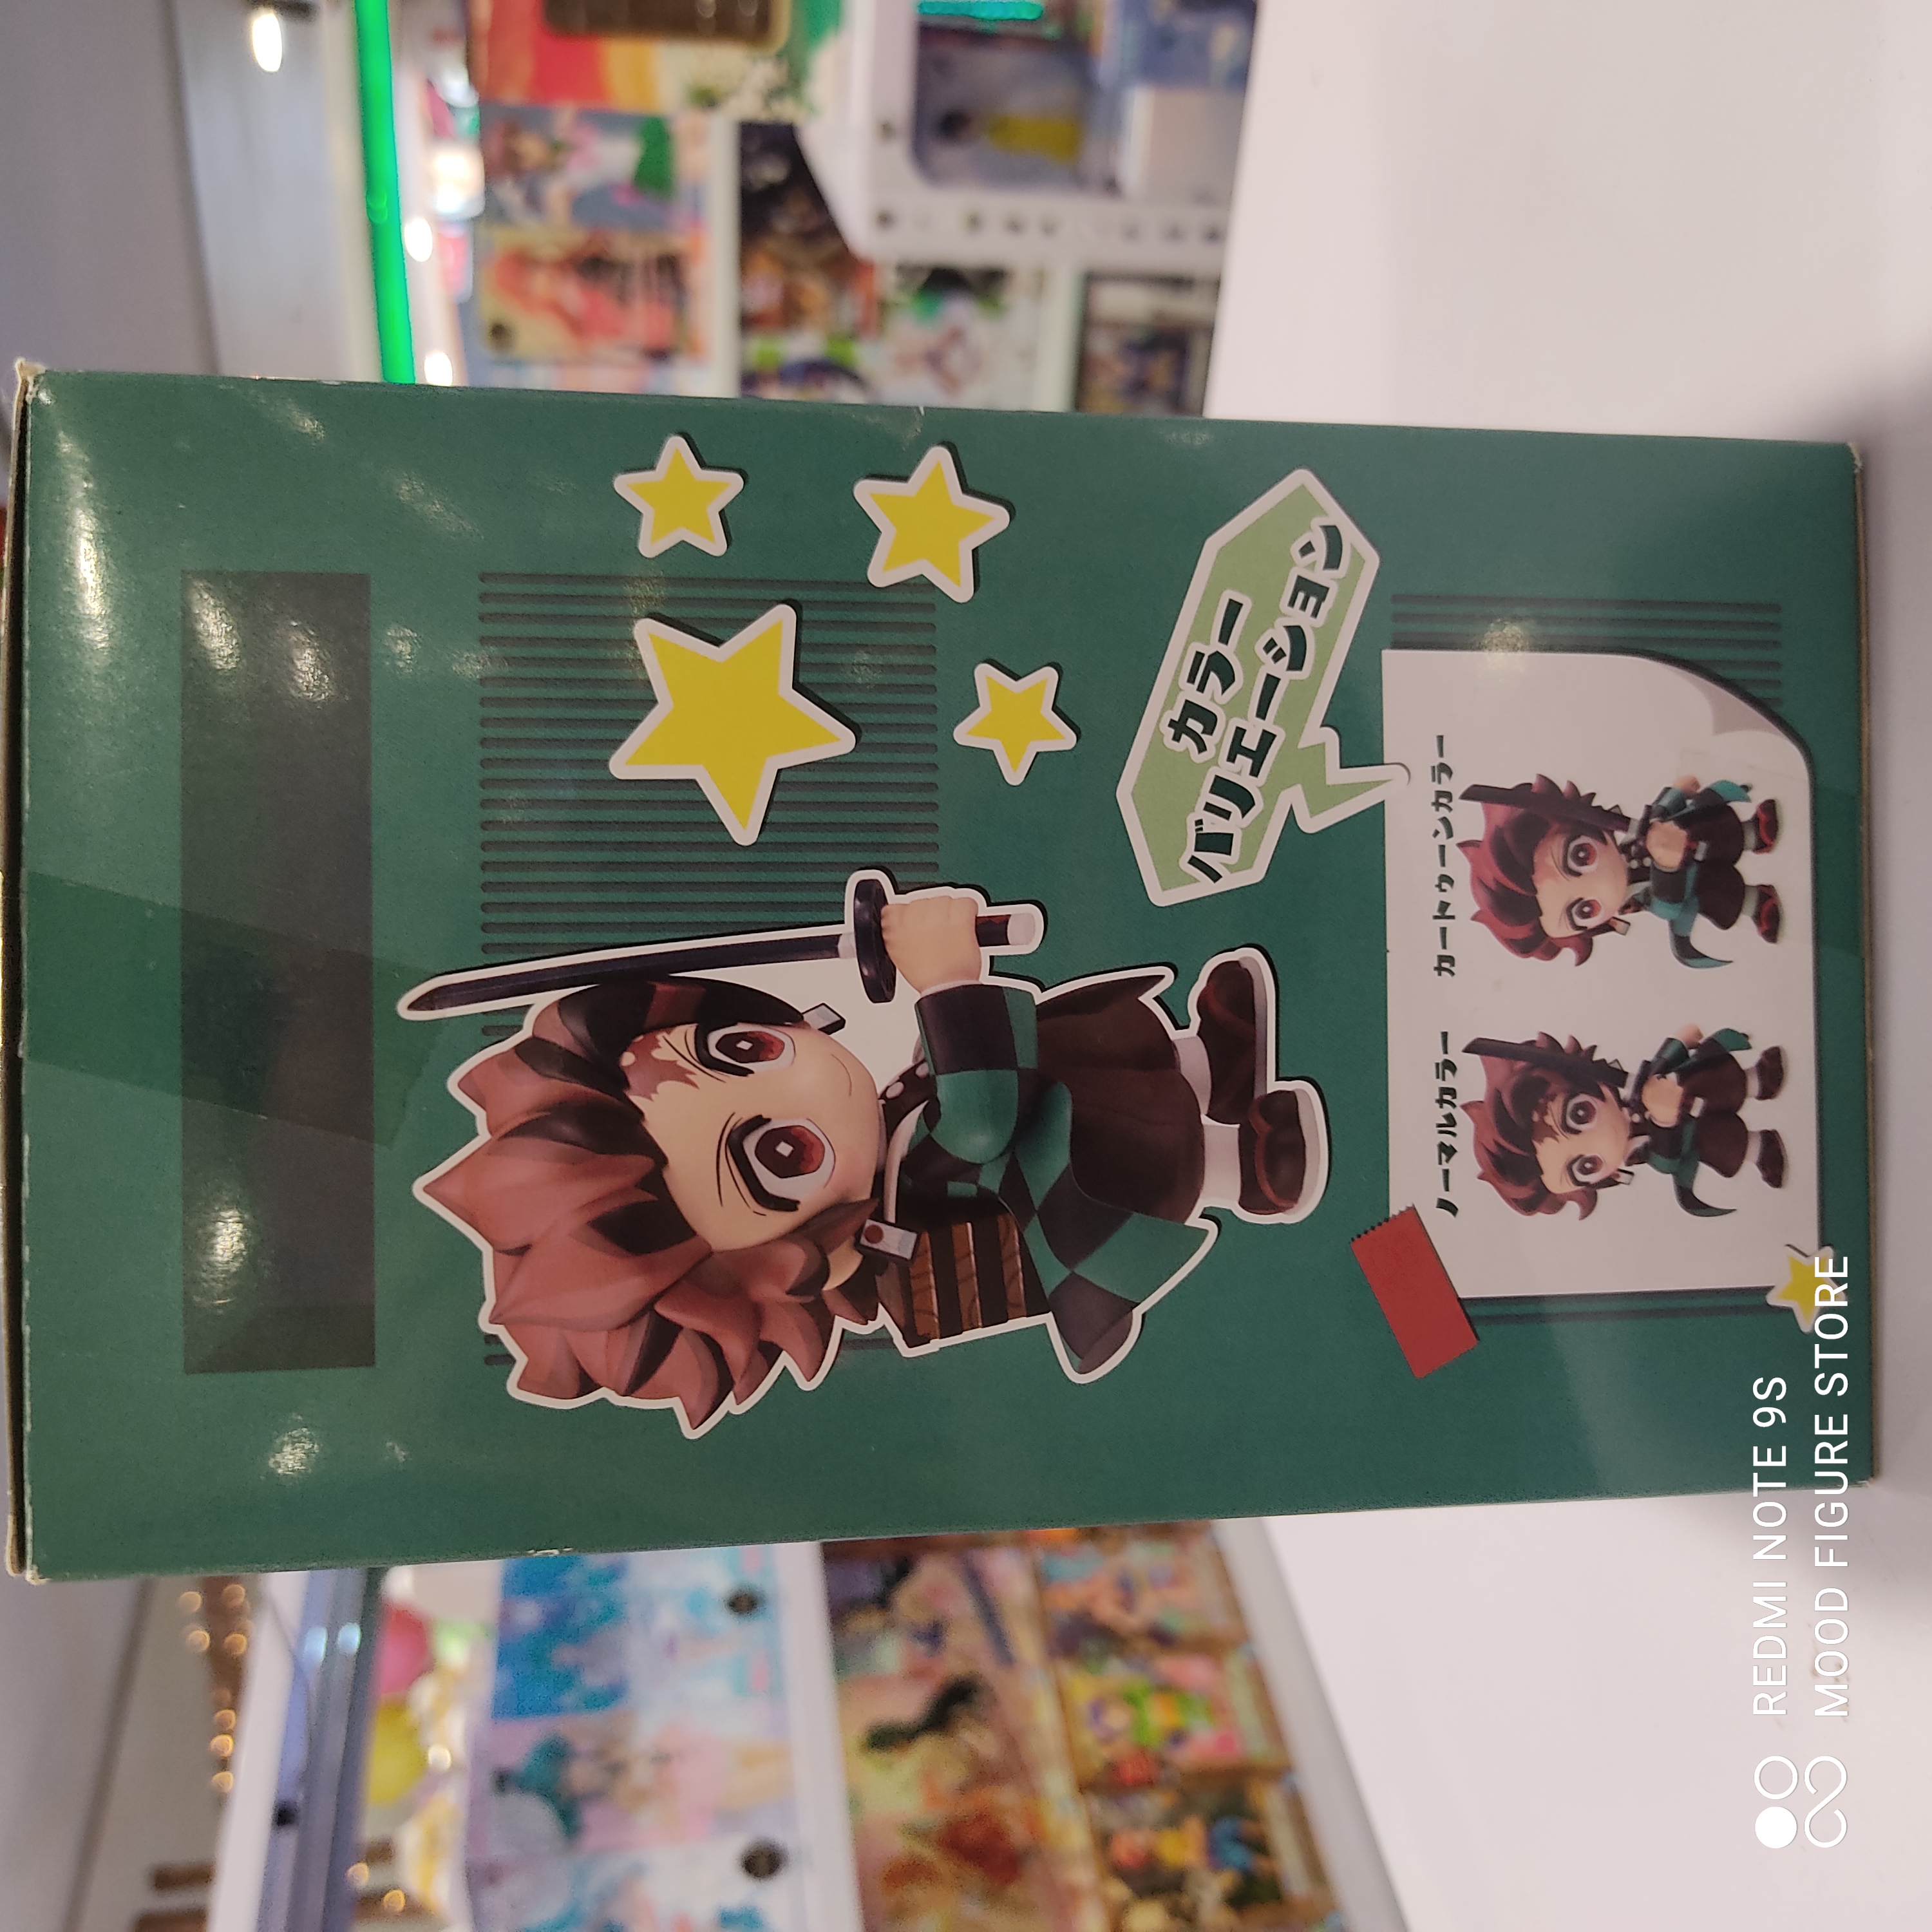 カラー
バリエーション
ノーマルカラー
カートゥーンカラー
REDMI NOTE 9S
MOOD FIGURE STORE